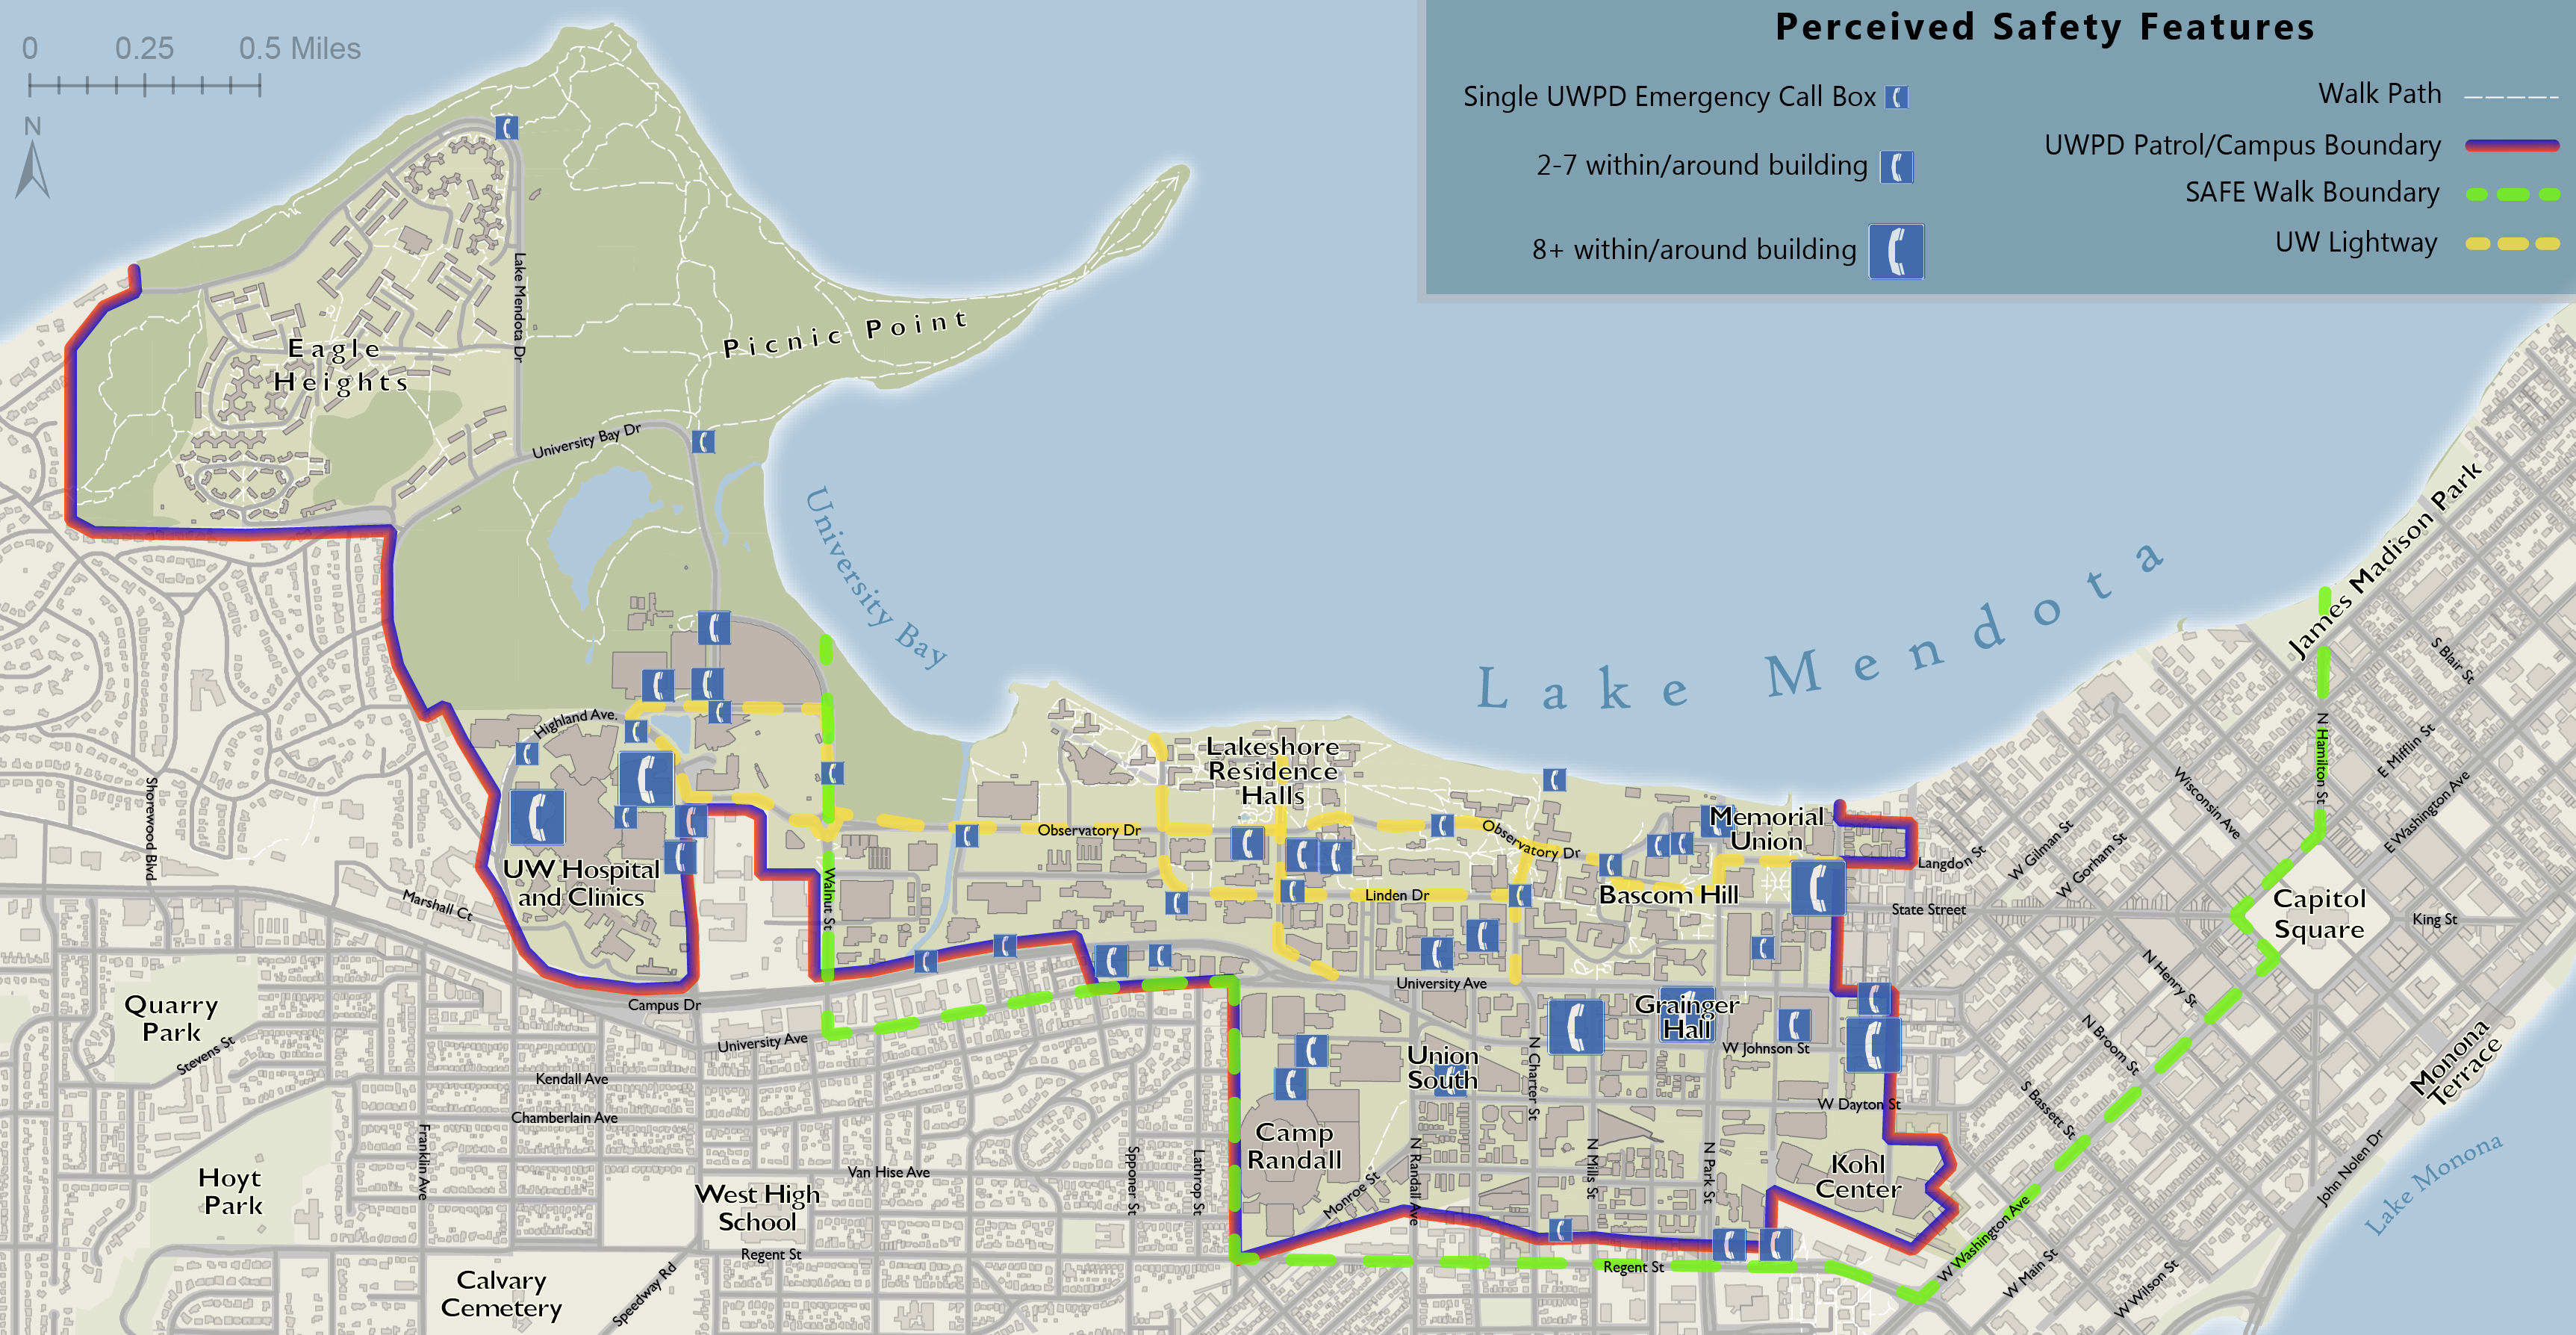 0 0.25 0.5 Miles
N
Perceived Safety Features
Single UWPD Emergency Call Box
2-7 within/around building
8+ within/around building
Walk Path
UWPD Patrol/Campus Boundary
SAFE Walk Boundary
UW Lightway
Eagle
Heights
Lake Mendota Dr
Picnic Point
University Bay Dr
University Bay
Lake Mendota
James Madison Park
S Blair St
N Hamilton St
E Mifflin St
E Washington Ave
Wisconsin Ave
W Gilman St
W Gorham St
Langdon St
State Street
Capitol
Square
King St
N Henry St
N Broom St
S Bassett St
Monona
Terrace
John Nolen Dr
Lake Monona
W Washington Ave
W Main St
W Wilson St
Highland Ave.
Shorewood Blvd
Marshall Ct
UW Hospital
and Clinics
Walnut St
Observatory Dr
Lakeshore
Residence
Halls
Observatory Dr
Linden Dr
Memorial
Union
Bascom Hill
Campus Dr
University Ave
University Ave
Grainger
Hall
W Johnson St
Union
South
N Charter St
W Dayton St
Quarry
Park
Stevens St
Kendall Ave
Chamberlain Ave
Franklin Ave
Van Hise Ave
Spponer St
Lathrop St
Camp
Randall
Monroe St
N Randall Ave
N Mills St
N Park St
Kohl
Center
Hoyt
Park
West High
School
Regent St
Regent St
Speedway Rd
Calvary
Cemetery